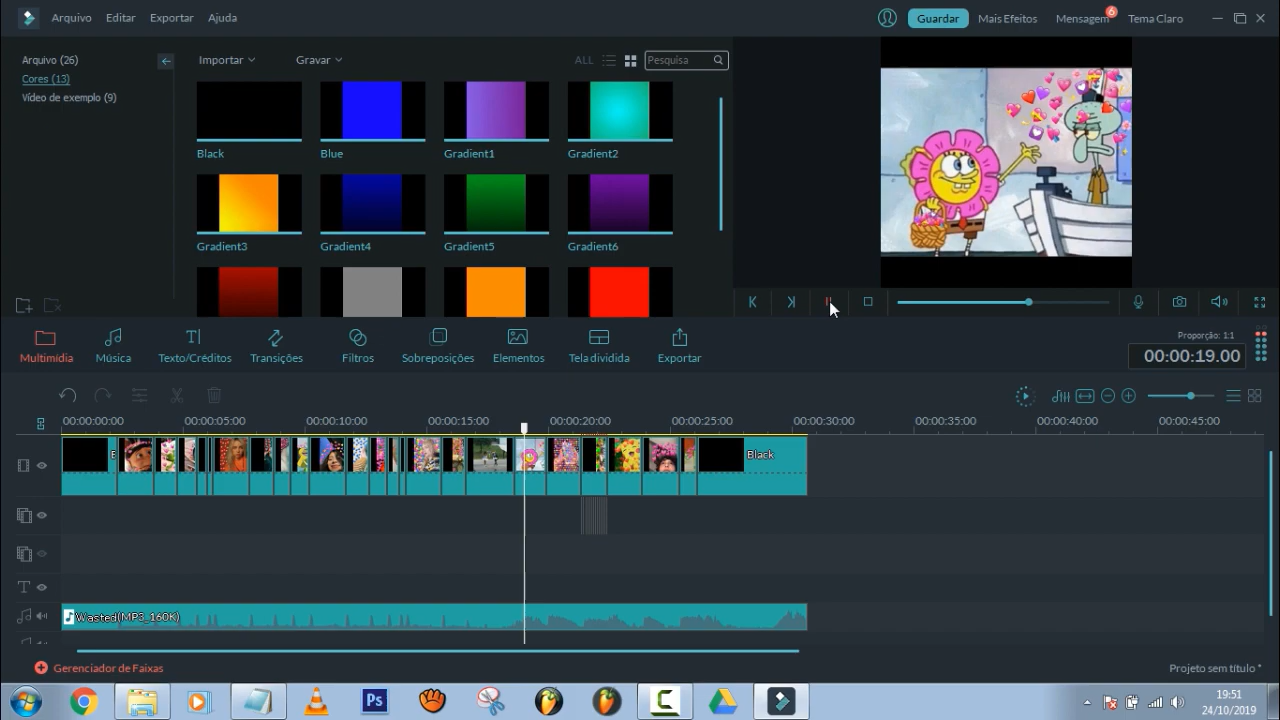 Arquivo Editar Exportar Ajuda
Guardar Mais Efeitos Mensagem 6 Tema Claro
Arquivo (26)
Cores (13)
Vídeo de exemplo (9)
Importar Gravar ALL Pesquisa
Black Blue Gradient1 Gradient2
Gradient3 Gradient4 Gradient5 Gradient6
Multimídia Música Texto/Créditos Transições Filtros Sobreposições Elementos Tela dividida Exportar
Proporção: 1:1
00:00:19.00
00:00:00:00 00:00:05:00 00:00:10:00 00:00:15:00 00:00:20:00 00:00:25:00 00:00:30:00 00:00:35:00 00:00:40:00 00:00:45:00
Black
Wasted(MP3_160K)
Gerenciador de Faixas
Projeto sem título *
Ps
19:51
24/10/2019